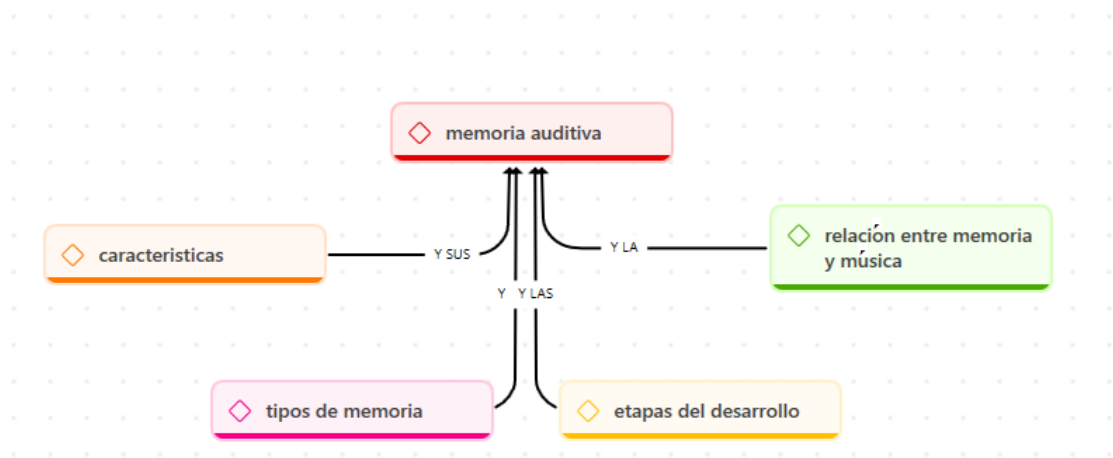 memoria auditiva
caracteristicas
Y SUS
Y LA
relación entre memoria
y música
Y
Y LAS
tipos de memoria
etapas del desarrollo